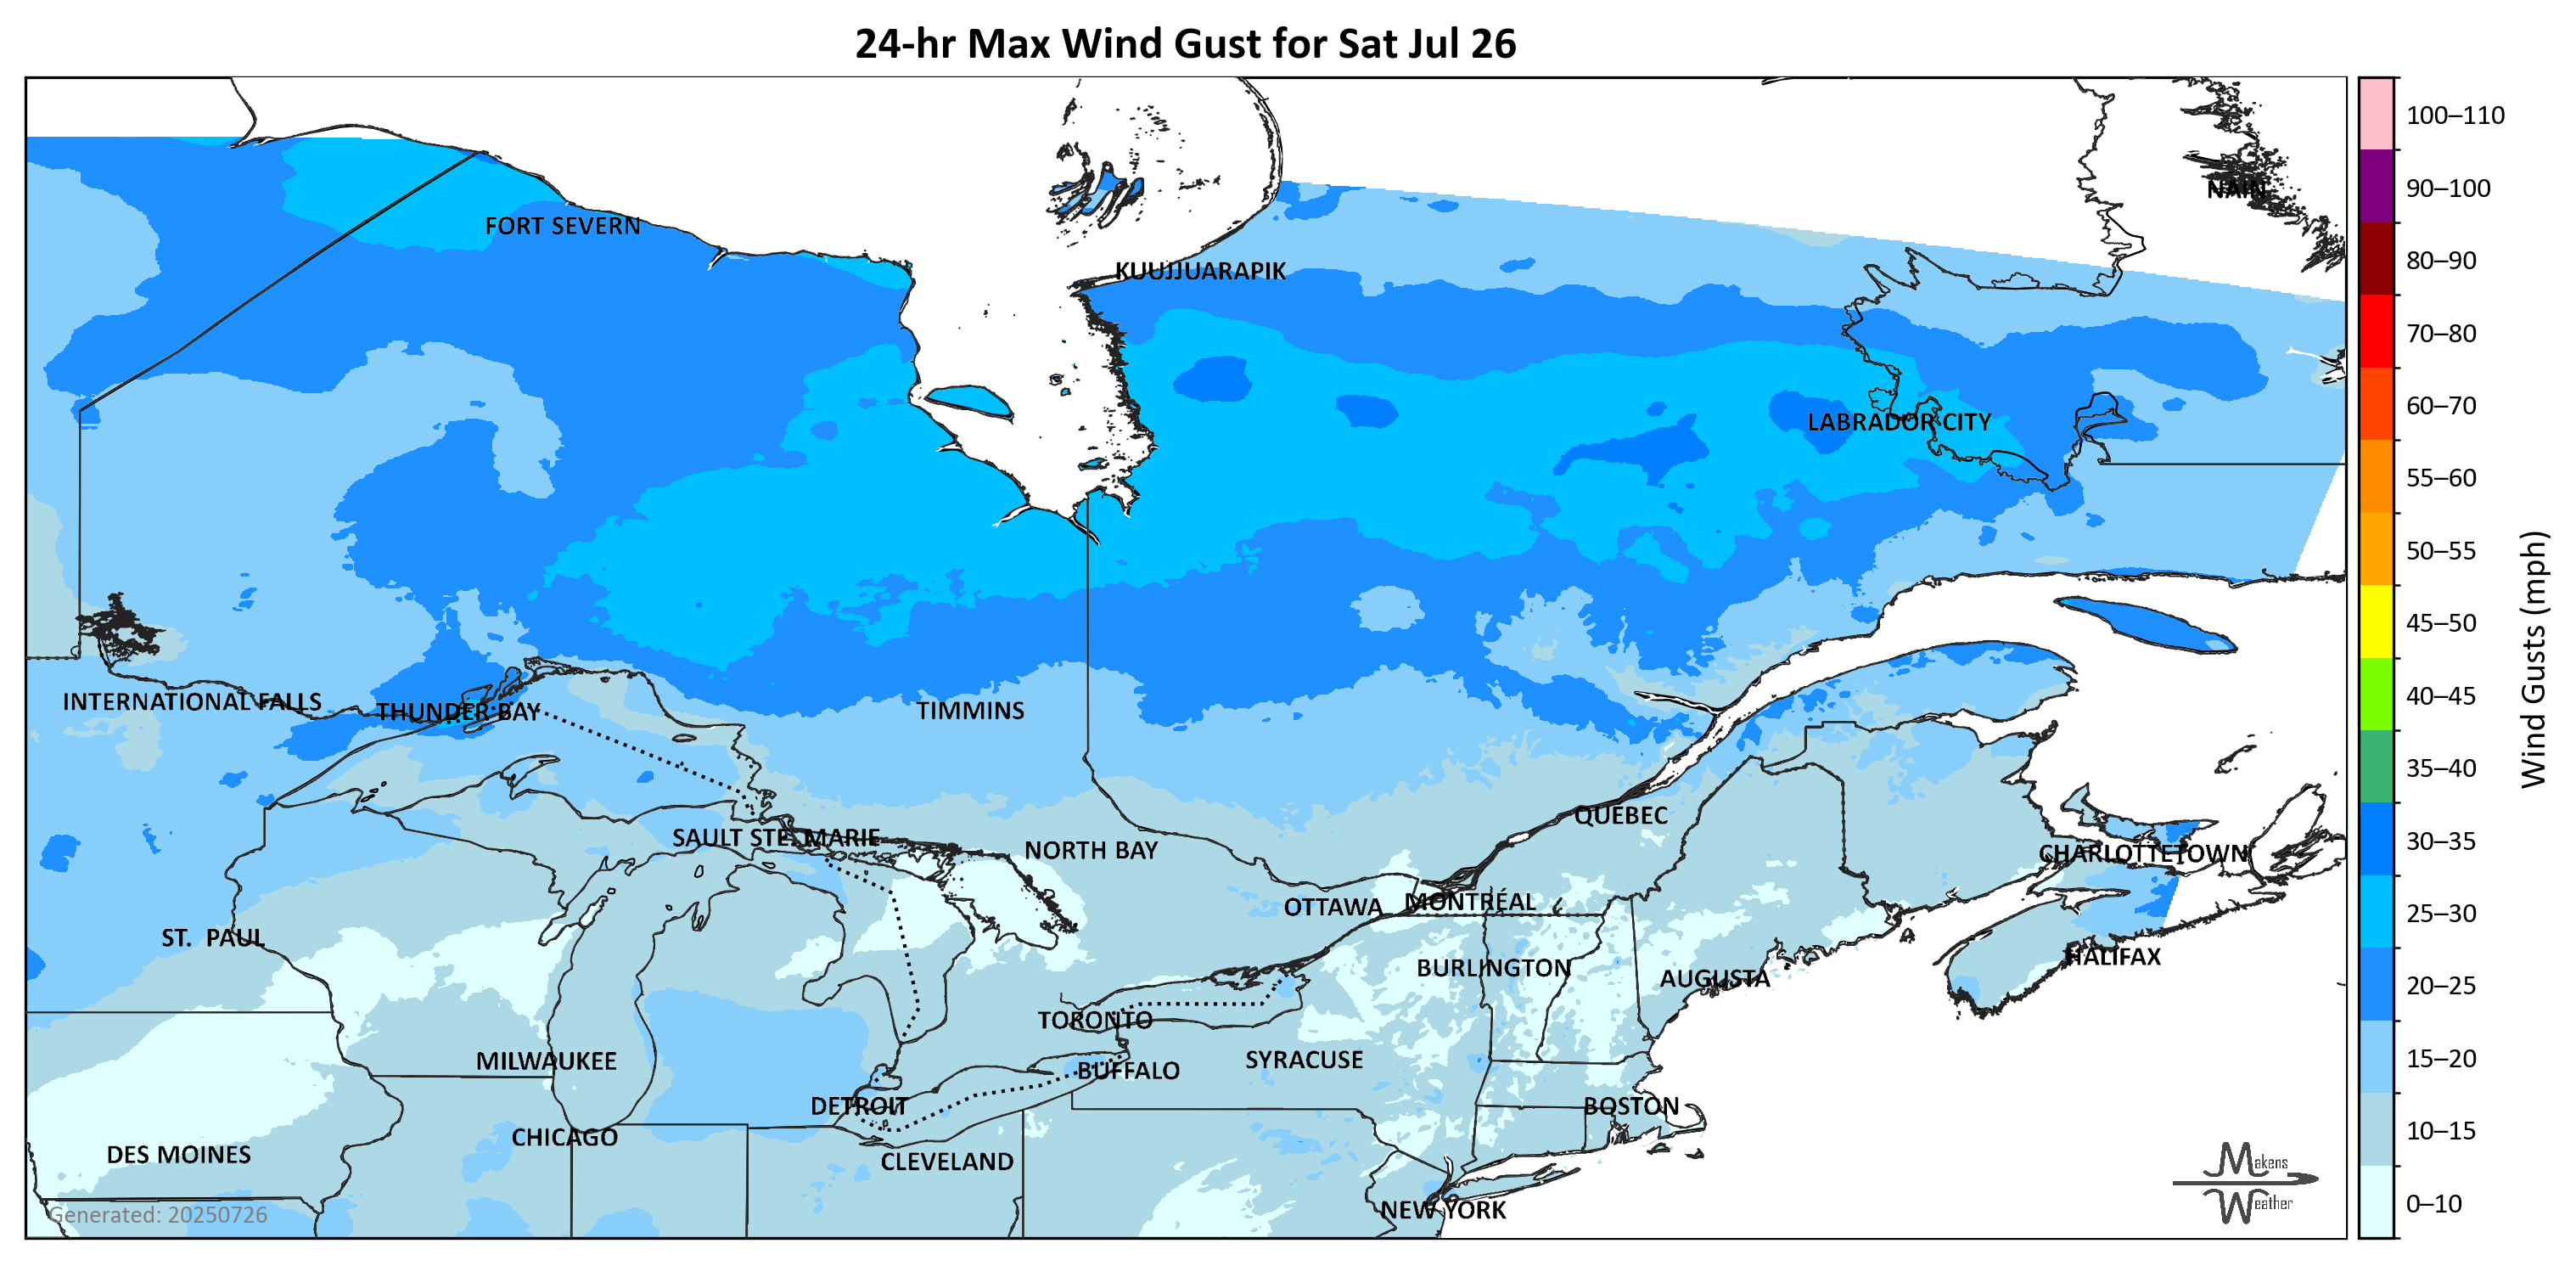 24-hr Max Wind Gust for Sat Jul 26
NAIN
FORT SEVERN
KUUJJUARAPIK
LABRADOR CITY
INTERNATIONAL FALLS
THUNDER BAY
TIMMINS
QUÉBEC
SAULT STE. MARIE
NORTH BAY
CHARLOTTETOWN
OTTAWA
MONTRÉAL
ST. PAUL
HALIFAX
BURLINGTON
AUGUSTA
TORONTO
MILWAUKEE
BUFFALO
SYRACUSE
DETROIT
BOSTON
CHICAGO
DES MOINES
CLEVELAND
NEW YORK
Generated: 20250726
Makens
Weather
100–110
90–100
80–90
70–80
60–70
55–60
50–55
45–50
40–45
35–40
30–35
25–30
20–25
15–20
10–15
0–10
Wind Gusts (mph)